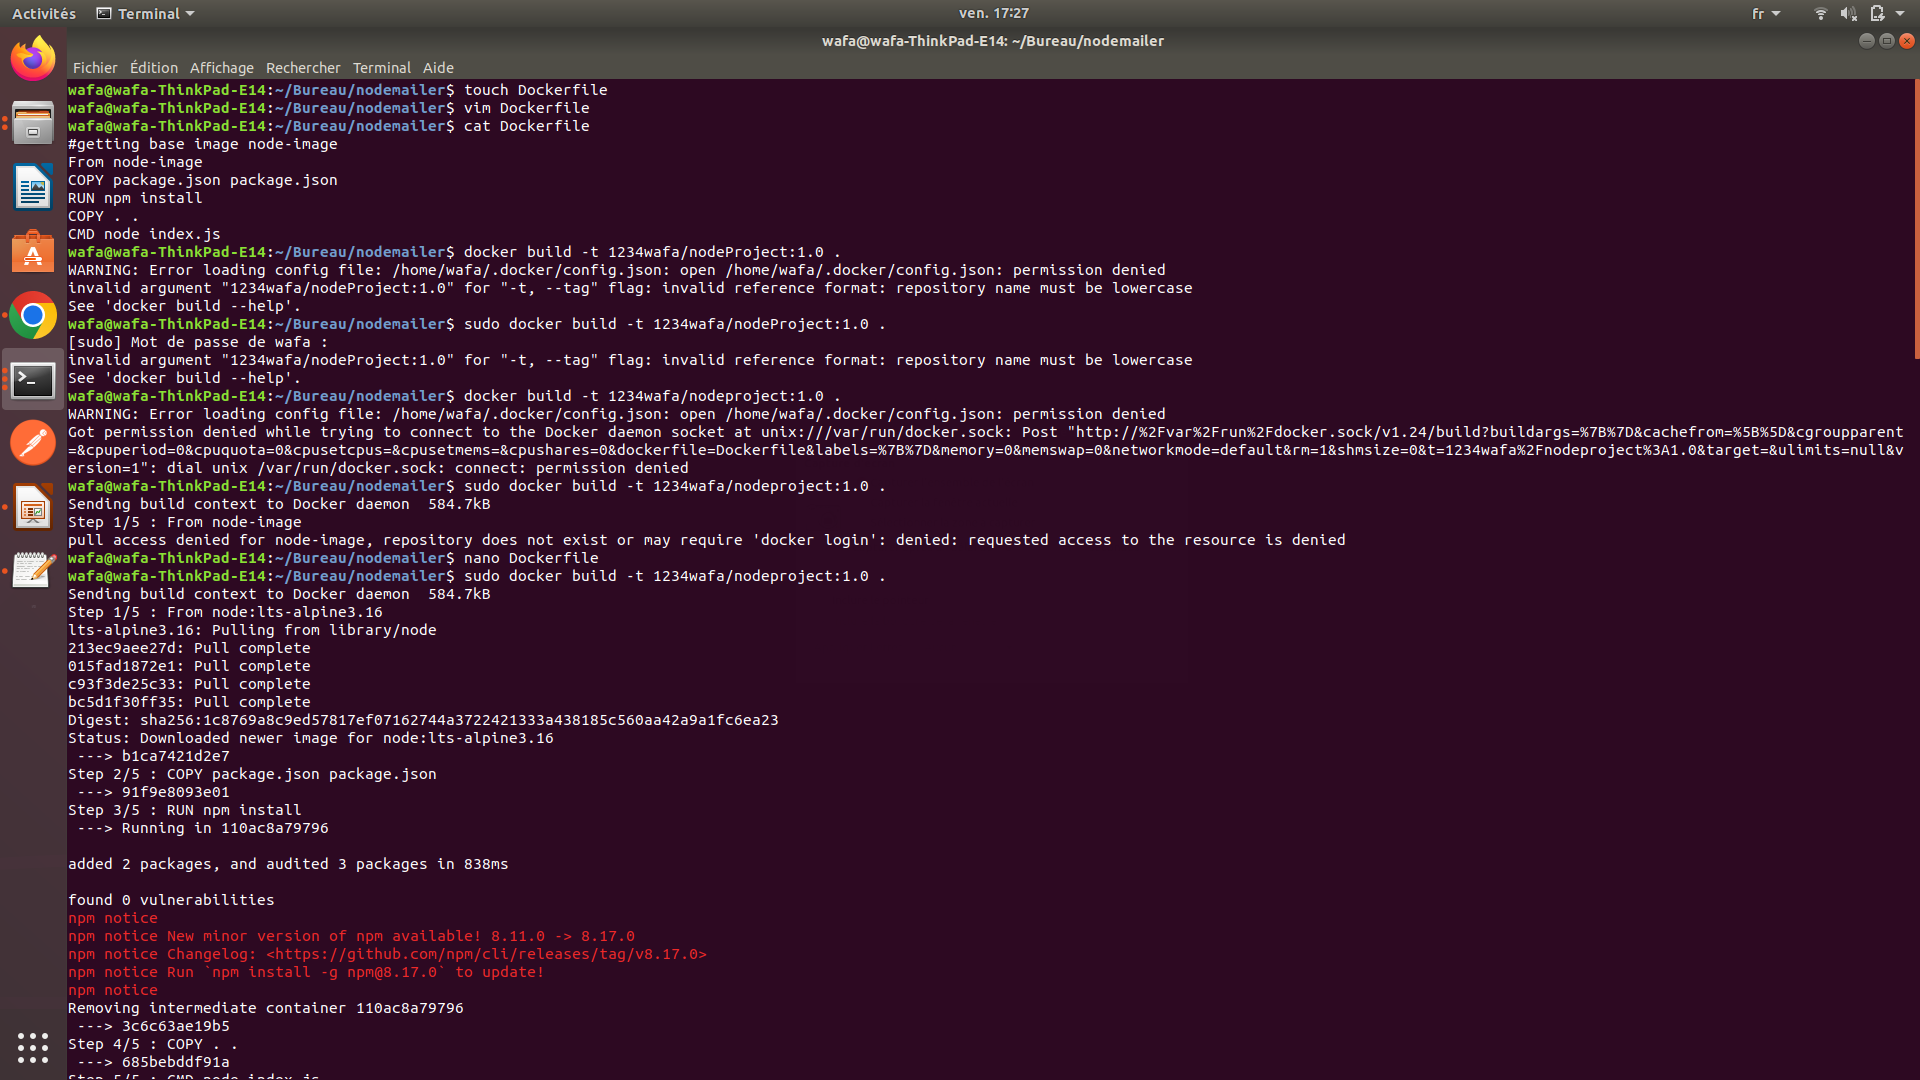 Activités
Terminal
ven. 17:27
fr
wafa@wafa-ThinkPad-E14: ~/Bureau/nodemailer
Fichier Édition Affichage Rechercher Terminal Aide
wafa@wafa-ThinkPad-E14:~/Bureau/nodemailer$ touch Dockerfile
wafa@wafa-ThinkPad-E14:~/Bureau/nodemailer$ vim Dockerfile
wafa@wafa-ThinkPad-E14:~/Bureau/nodemailer$ cat Dockerfile
#getting base image node-image
From node-image
COPY package.json package.json
RUN npm install
COPY . .
CMD node index.js
wafa@wafa-ThinkPad-E14:~/Bureau/nodemailer$ docker build -t 1234wafa/nodeProject:1.0 .
WARNING: Error loading config file: /home/wafa/.docker/config.json: open /home/wafa/.docker/config.json: permission denied
invalid argument "1234wafa/nodeProject:1.0" for "-t, --tag" flag: invalid reference format: repository name must be lowercase
See 'docker build --help'.
wafa@wafa-ThinkPad-E14:~/Bureau/nodemailer$ sudo docker build -t 1234wafa/nodeProject:1.0 .
[sudo] Mot de passe de wafa :
invalid argument "1234wafa/nodeProject:1.0" for "-t, --tag" flag: invalid reference format: repository name must be lowercase
See 'docker build --help'.
wafa@wafa-ThinkPad-E14:~/Bureau/nodemailer$ docker build -t 1234wafa/nodeproject:1.0 .
WARNING: Error loading config file: /home/wafa/.docker/config.json: open /home/wafa/.docker/config.json: permission denied
Got permission denied while trying to connect to the Docker daemon socket at unix:///var/run/docker.sock: Post "http://%2Fvar%2Frun%2Fdocker.sock/v1.24/build?buildargs=%7B%7D&cachefrom=%5B%5D&cgroupparent
=&cpuperiod=0&cpuquota=0&cpusetcpus=&cpusetmems=&cpushares=0&dockerfile=Dockerfile&labels=%7B%7D&memory=0&memswap=0&networkmode=default&rm=1&shmsize=0&t=1234wafa%2Fnodeproject%3A1.0&target=&ulimits=null&v
ersion=1": dial unix /var/run/docker.sock: connect: permission denied
wafa@wafa-ThinkPad-E14:~/Bureau/nodemailer$ sudo docker build -t 1234wafa/nodeproject:1.0 .
Sending build context to Docker daemon  584.7kB
Step 1/5 : From node-image
pull access denied for node-image, repository does not exist or may require 'docker login': denied: requested access to the resource is denied
wafa@wafa-ThinkPad-E14:~/Bureau/nodemailer$ nano Dockerfile
wafa@wafa-ThinkPad-E14:~/Bureau/nodemailer$ sudo docker build -t 1234wafa/nodeproject:1.0 .
Sending build context to Docker daemon  584.7kB
Step 1/5 : From node:lts-alpine3.16
lts-alpine3.16: Pulling from library/node
213ec9aee27d: Pull complete
015fad1872e1: Pull complete
c93f3de25c33: Pull complete
bc5d1f30ff35: Pull complete
Digest: sha256:1c8769a8c9ed57817ef07162744a3722421333a438185c560aa42a9a1fc6ea23
Status: Downloaded newer image for node:lts-alpine3.16
 ---> b1ca7421d2e7
Step 2/5 : COPY package.json package.json
 ---> 91f9e8093e01
Step 3/5 : RUN npm install
 ---> Running in 110ac8a79796
added 2 packages, and audited 3 packages in 838ms
found 0 vulnerabilities
npm notice
npm notice New minor version of npm available! 8.11.0 -> 8.17.0
npm notice Changelog: <https://github.com/npm/cli/releases/tag/v8.17.0>
npm notice Run `npm install -g npm@8.17.0` to update!
npm notice
Removing intermediate container 110ac8a79796
 ---> 3c6c63ae19b5
Step 4/5 : COPY . .
 ---> 685bebddf91a
Step 5/5 : CMD node index.js